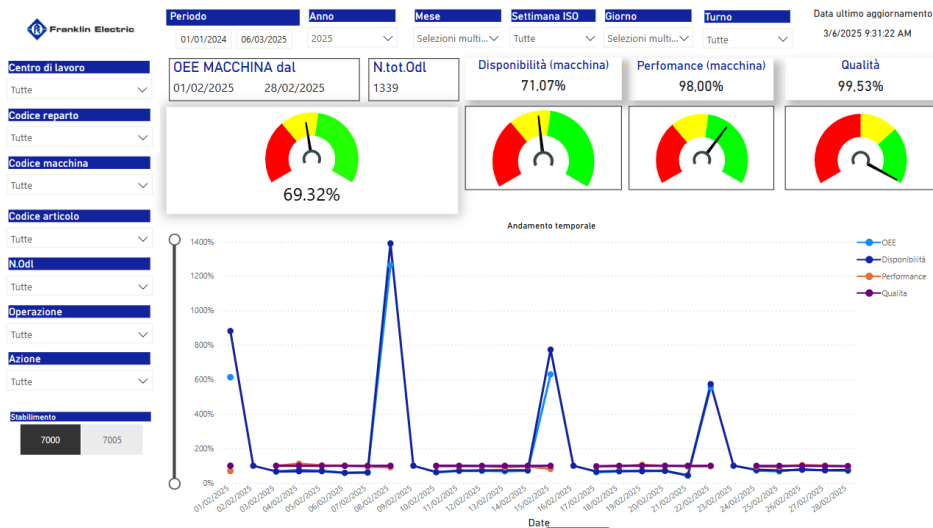 Franklin Electric
Periodo
01/01/2024 06/03/2025
Anno
2025
Mese
Selezioni multi...
Settimana ISO
Tutte
Giorno
Selezioni multi...
Turno
Tutte
Data ultimo aggiornamento
3/6/2025 9:31:22 AM
Centro di lavoro
Tutte
Codice reparto
Tutte
Codice macchina
Tutte
Codice articolo
Tutte
N.Odl
Tutte
Operazione
Tutte
Azione
Tutte
Stabilimento
7000 7005
OEE MACCHINA dal
01/02/2025 28/02/2025
N.tot.Odl
1339
Disponibilità (macchina)
71.07%
Perfomance (macchina)
98,00%
Qualità
99,53%
69.32%
Andamento temporale
1400%
1200%
1000%
800%
600%
400%
200%
0%
OEE
Disponibilità
Performance
Qualita
01/02/2025
02/02/2025
03/02/2025
04/02/2025
05/02/2025
06/02/2025
07/02/2025
08/02/2025
09/02/2025
10/02/2025
11/02/2025
12/02/2025
13/02/2025
14/02/2025
15/02/2025
16/02/2025
17/02/2025
18/02/2025
19/02/2025
20/02/2025
21/02/2025
22/02/2025
23/02/2025
24/02/2025
25/02/2025
26/02/2025
27/02/2025
28/02/2025
Date